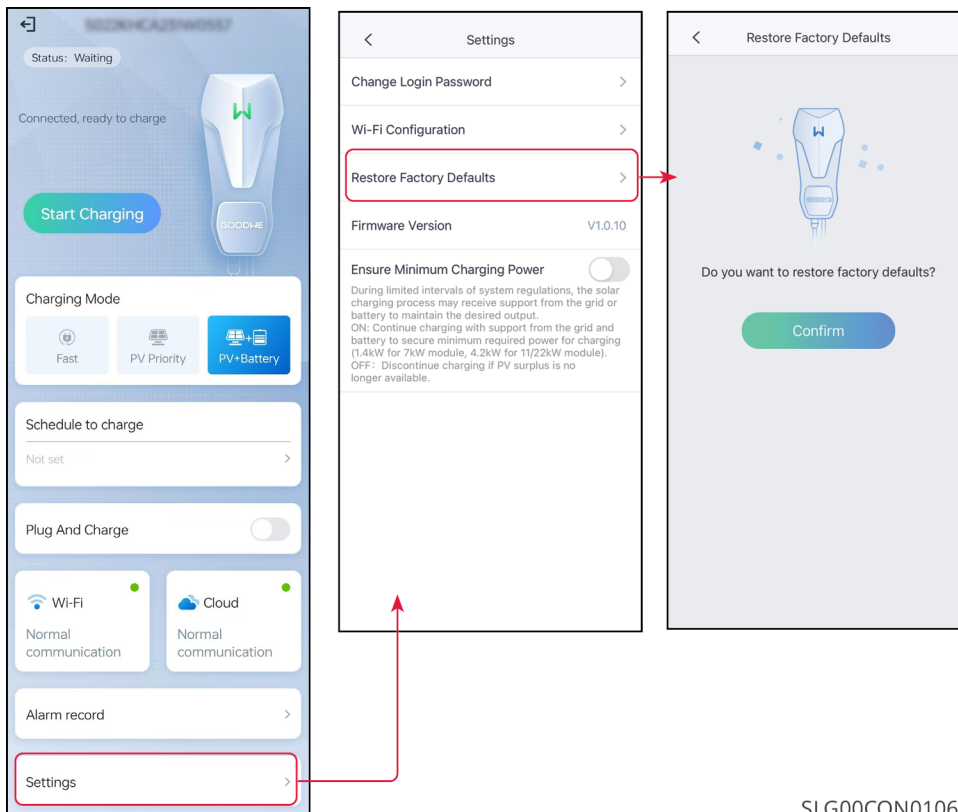 Status: Waiting
Connected, ready to charge
Start Charging
GOODWE
Charging Mode
Fast
PV Priority
PV+Battery
Schedule to charge
Not set
Plug And Charge
Wi-Fi
Normal
communication
Cloud
Normal
communication
Alarm record
Settings
Settings
Change Login Password
Wi-Fi Configuration
Restore Factory Defaults
Firmware Version V1.0.10
Ensure Minimum Charging Power
During limited intervals of system regulations, the solar
charging process may receive support from the grid or
battery to maintain the desired output.
ON: Continue charging with support from the grid and
battery to secure minimum required power for charging
(1.4kW for 7kW module, 4.2kW for 11/22kW module).
OFF: Discontinue charging if PV surplus is no
longer available.
Restore Factory Defaults
Do you want to restore factory defaults?
Confirm
SLG00CON0106